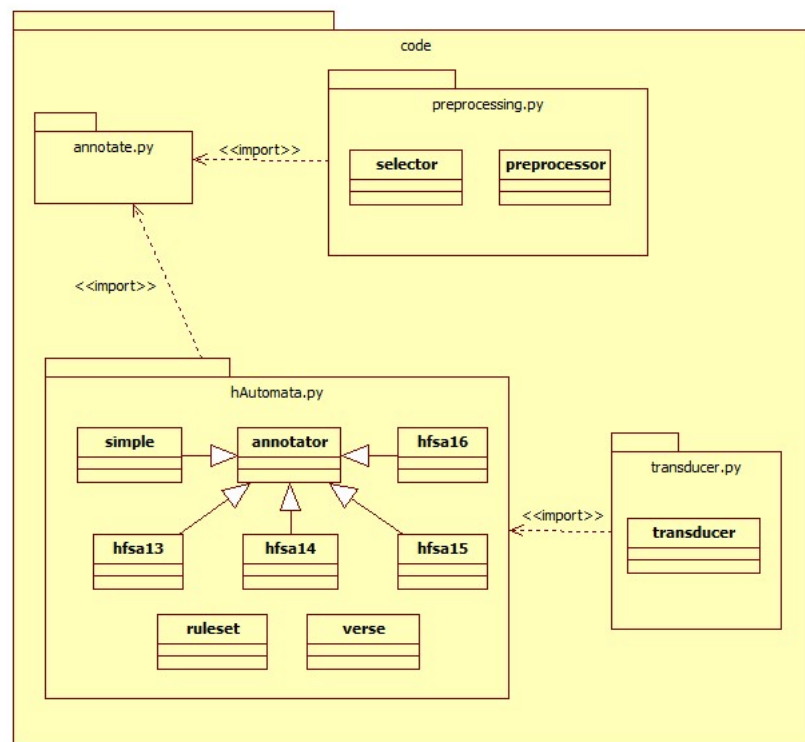 code
preprocessing.py
annotate.py
<<import>>
selector
preprocessor
<<import>>
hAutomata.py
simple
annotator
hfsa16
transducer.py
<<import>>
transducer
hfsa13
hfsa14
hfsa15
ruleset
verse